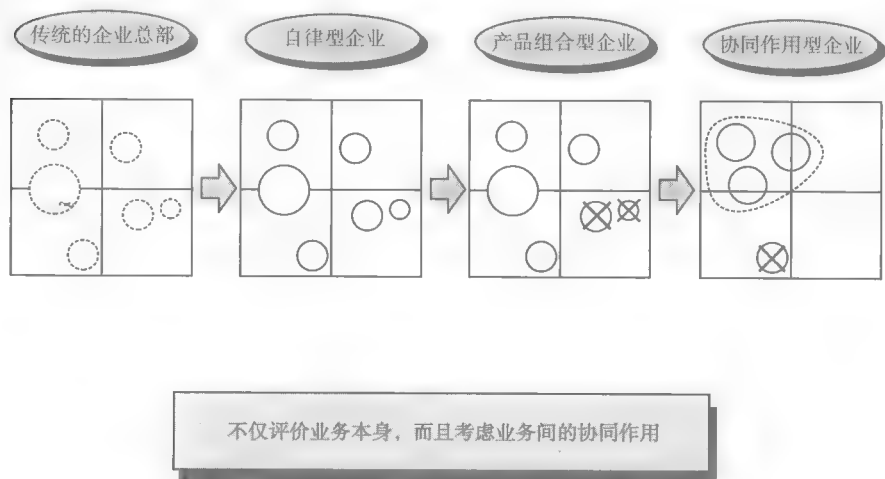 传统的企业总部
自律型企业
产品组合型企业
协同作用型企业
不仅评价业务本身，而且考虑业务间的协同作用